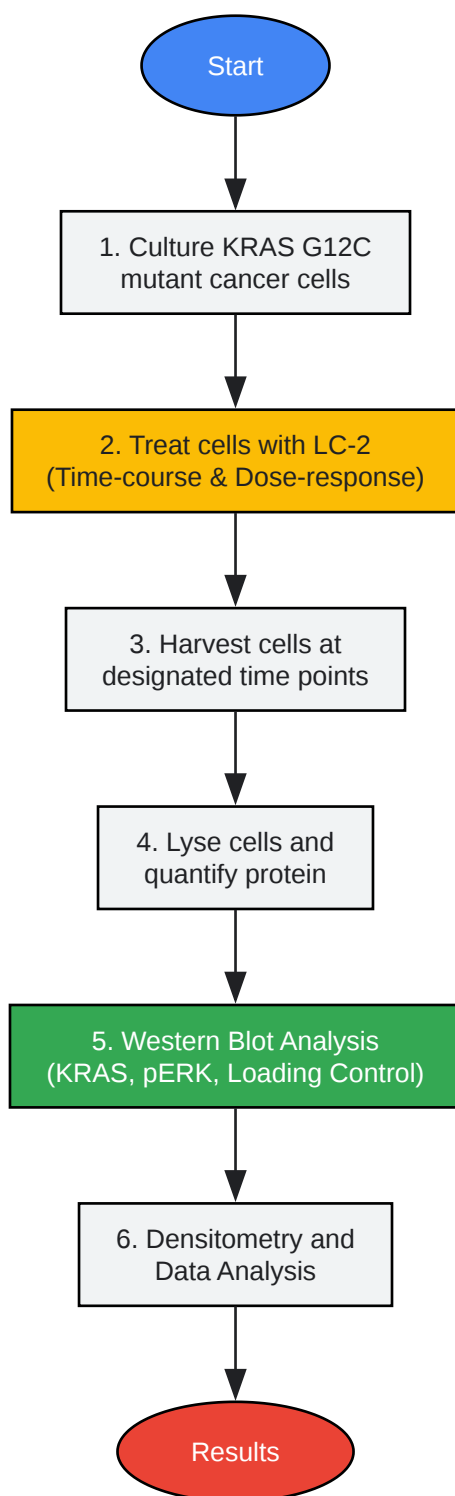 Start
1. Culture KRAS G12C
mutant cancer cells
2. Treat cells with LC-2
(Time-course & Dose-response)
3. Harvest cells at
designated time points
4. Lyse cells and
quantify protein
5. Western Blot Analysis
(KRAS, pERK, Loading Control)
6. Densitometry and
Data Analysis
Results